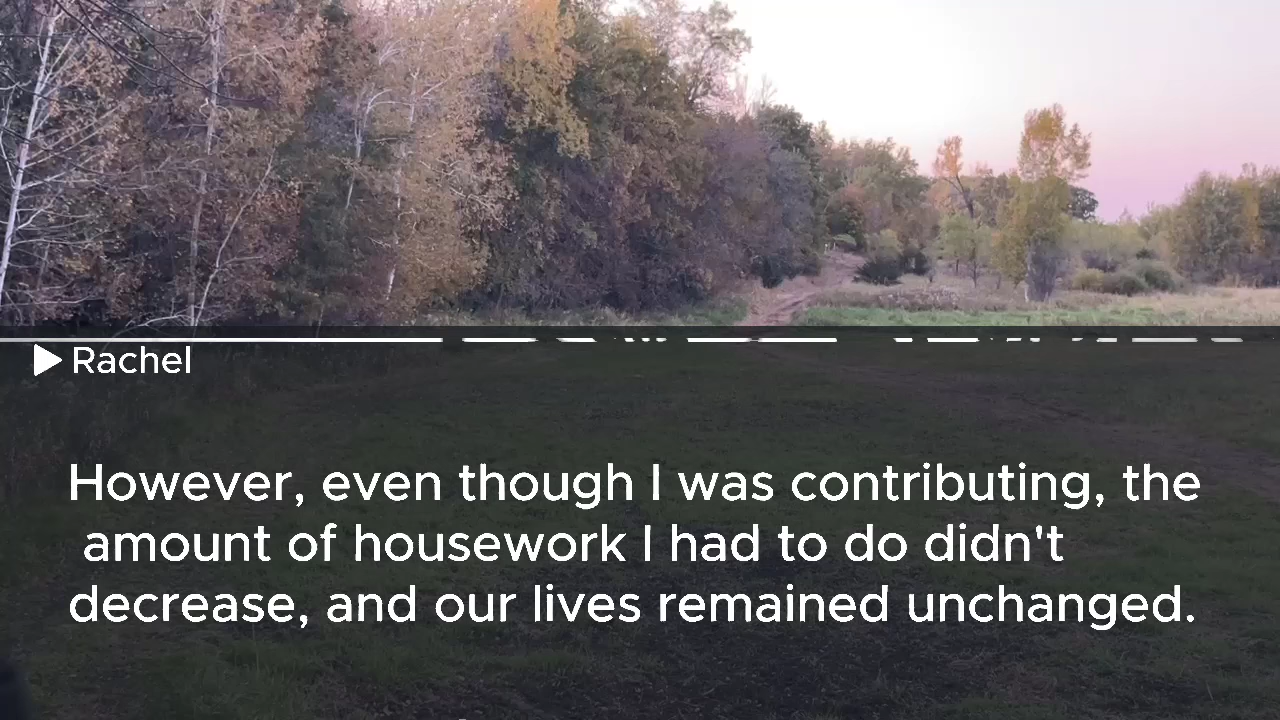 Rachel
However, even though I was contributing, the
amount of housework I had to do didn't
decrease, and our lives remained unchanged.